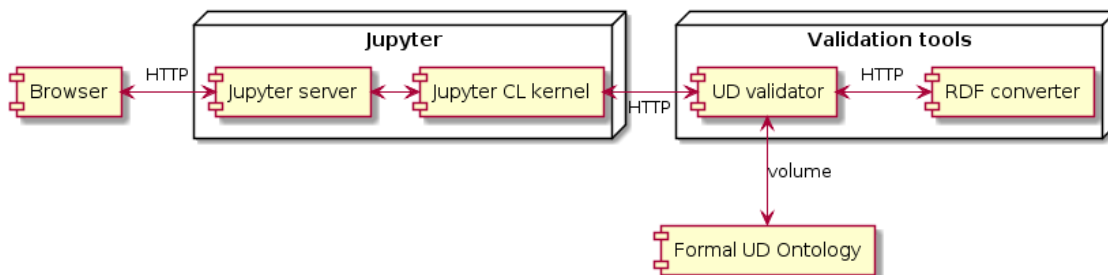 Jupyter
Validation tools
Browser
HTTP
Jupyter server
Jupyter CL kernel
HTTP
UD validator
HTTP
RDF converter
volume
Formal UD Ontology